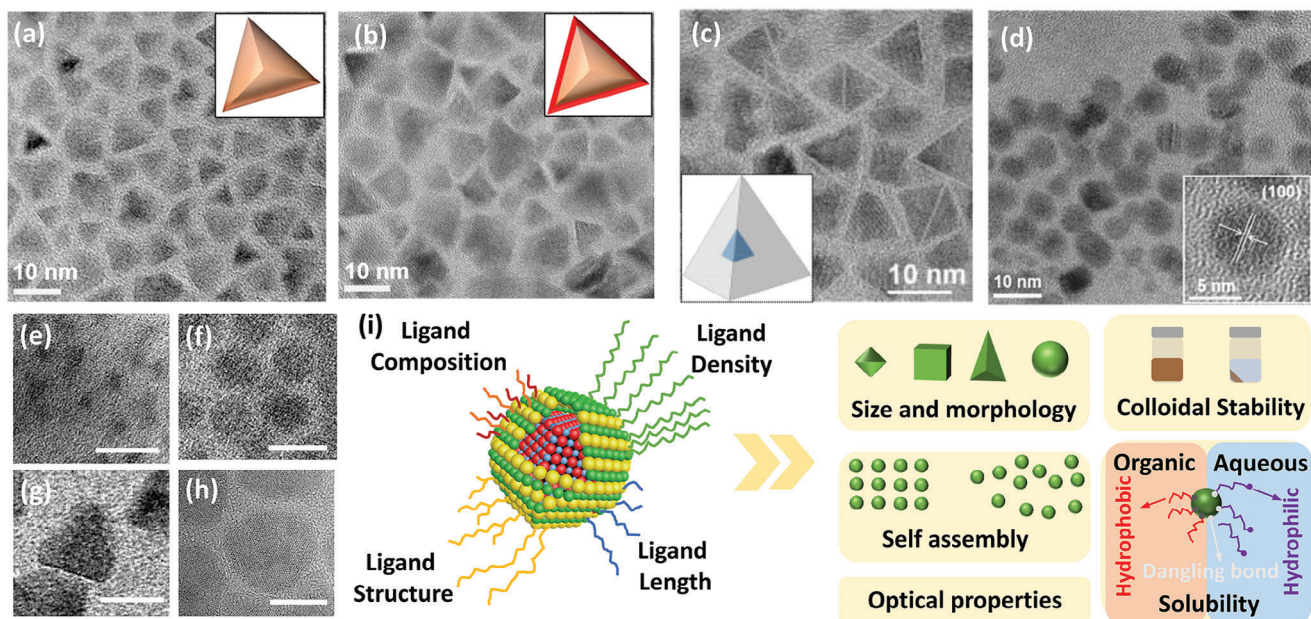 (a)
10 nm
(b)
10 nm
(c)
10 nm
(d)
10 nm
(100)
5 nm
(e)
(f)
(g)
(h)
(i)
Ligand
Composition
Ligand
Density
Ligand
Structure
Ligand
Length
Size and morphology
Colloidal Stability
Self assembly
Optical properties
Organic
Aqueous
Hydrophobic
Hydrophilic
Dangling bond
Solubility